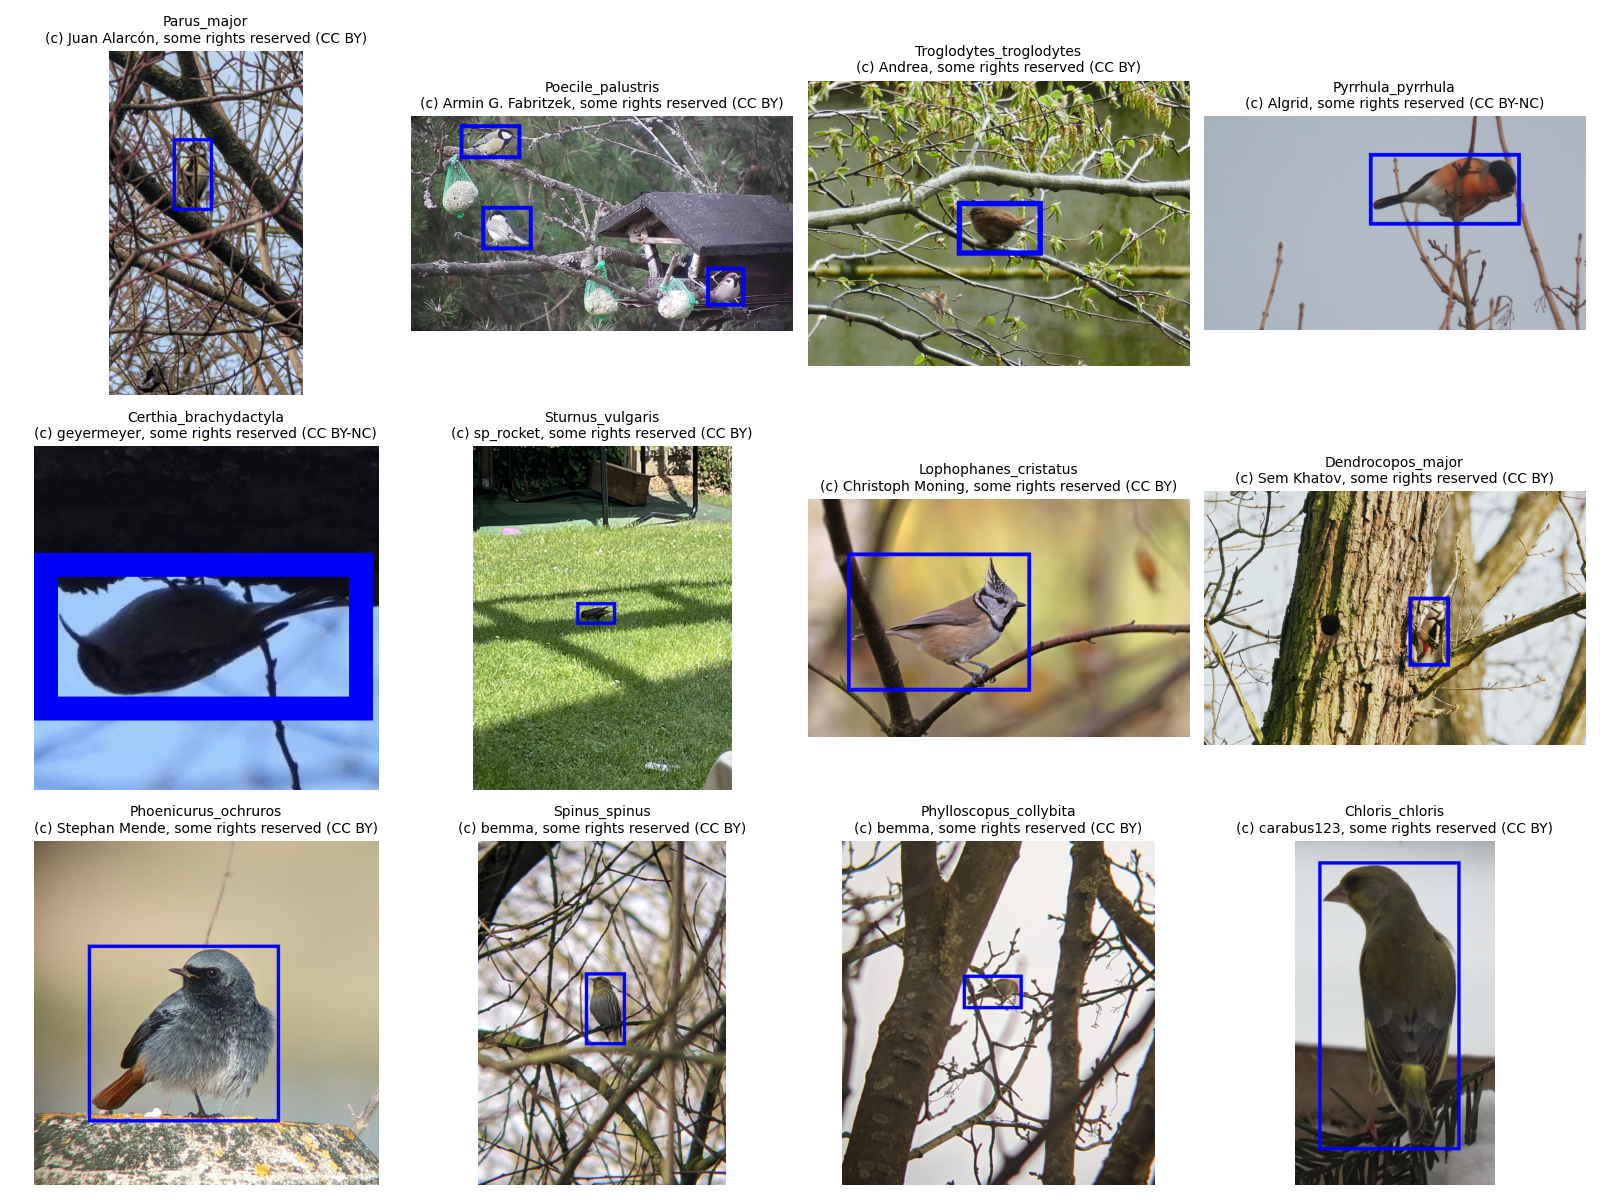 Parus_major
(c) Juan Alarcón, some rights reserved (CC BY)
Poecile_palustris
(c) Armin G. Fabritzek, some rights reserved (CC BY)
Troglodytes_troglodytes
(c) Andrea, some rights reserved (CC BY)
Pyrrhula_pyrrhula
(c) Algrid, some rights reserved (CC BY-NC)
Certhia_brachydactyla
(c) geyermeyer, some rights reserved (CC BY-NC)
Sturnus_vulgaris
(c) sp_rocket, some rights reserved (CC BY)
Lophophanes_cristatus
(c) Christoph Moning, some rights reserved (CC BY)
Dendrocopos_major
(c) Sem Khatov, some rights reserved (CC BY)
Phoenicurus_ochruros
(c) Stephan Mende, some rights reserved (CC BY)
Spinus_spinus
(c) bemma, some rights reserved (CC BY)
Phylloscopus_collybita
(c) bemma, some rights reserved (CC BY)
Chloris_chloris
(c) carabus123, some rights reserved (CC BY)